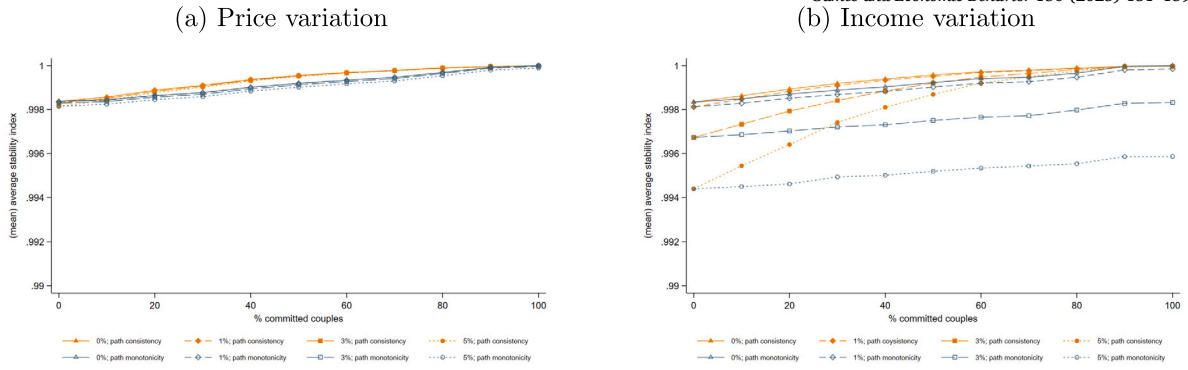 (a) Price variation
(b) Income variation
1
.998
.996
.994
.992
.99
(mean) average stability index
0 20 40 60 80 100
% committed couples
0%; path consistency 1%; path consistency 3%; path consistency 5%; path consistency
0%; path monotonicity 1%; path monotonicity 3%; path monotonicity 5%; path monotonicity
1
.998
.996
.994
.992
.99
(mean) average stability index
0 20 40 60 80 100
% committed couples
0%; path consistency 1%; path coysistency 3%; path consistency 5%; path consistency
0%; path monotonicity 1%; path monotonicity 3%; path monotonicity 5%; path monotonicity